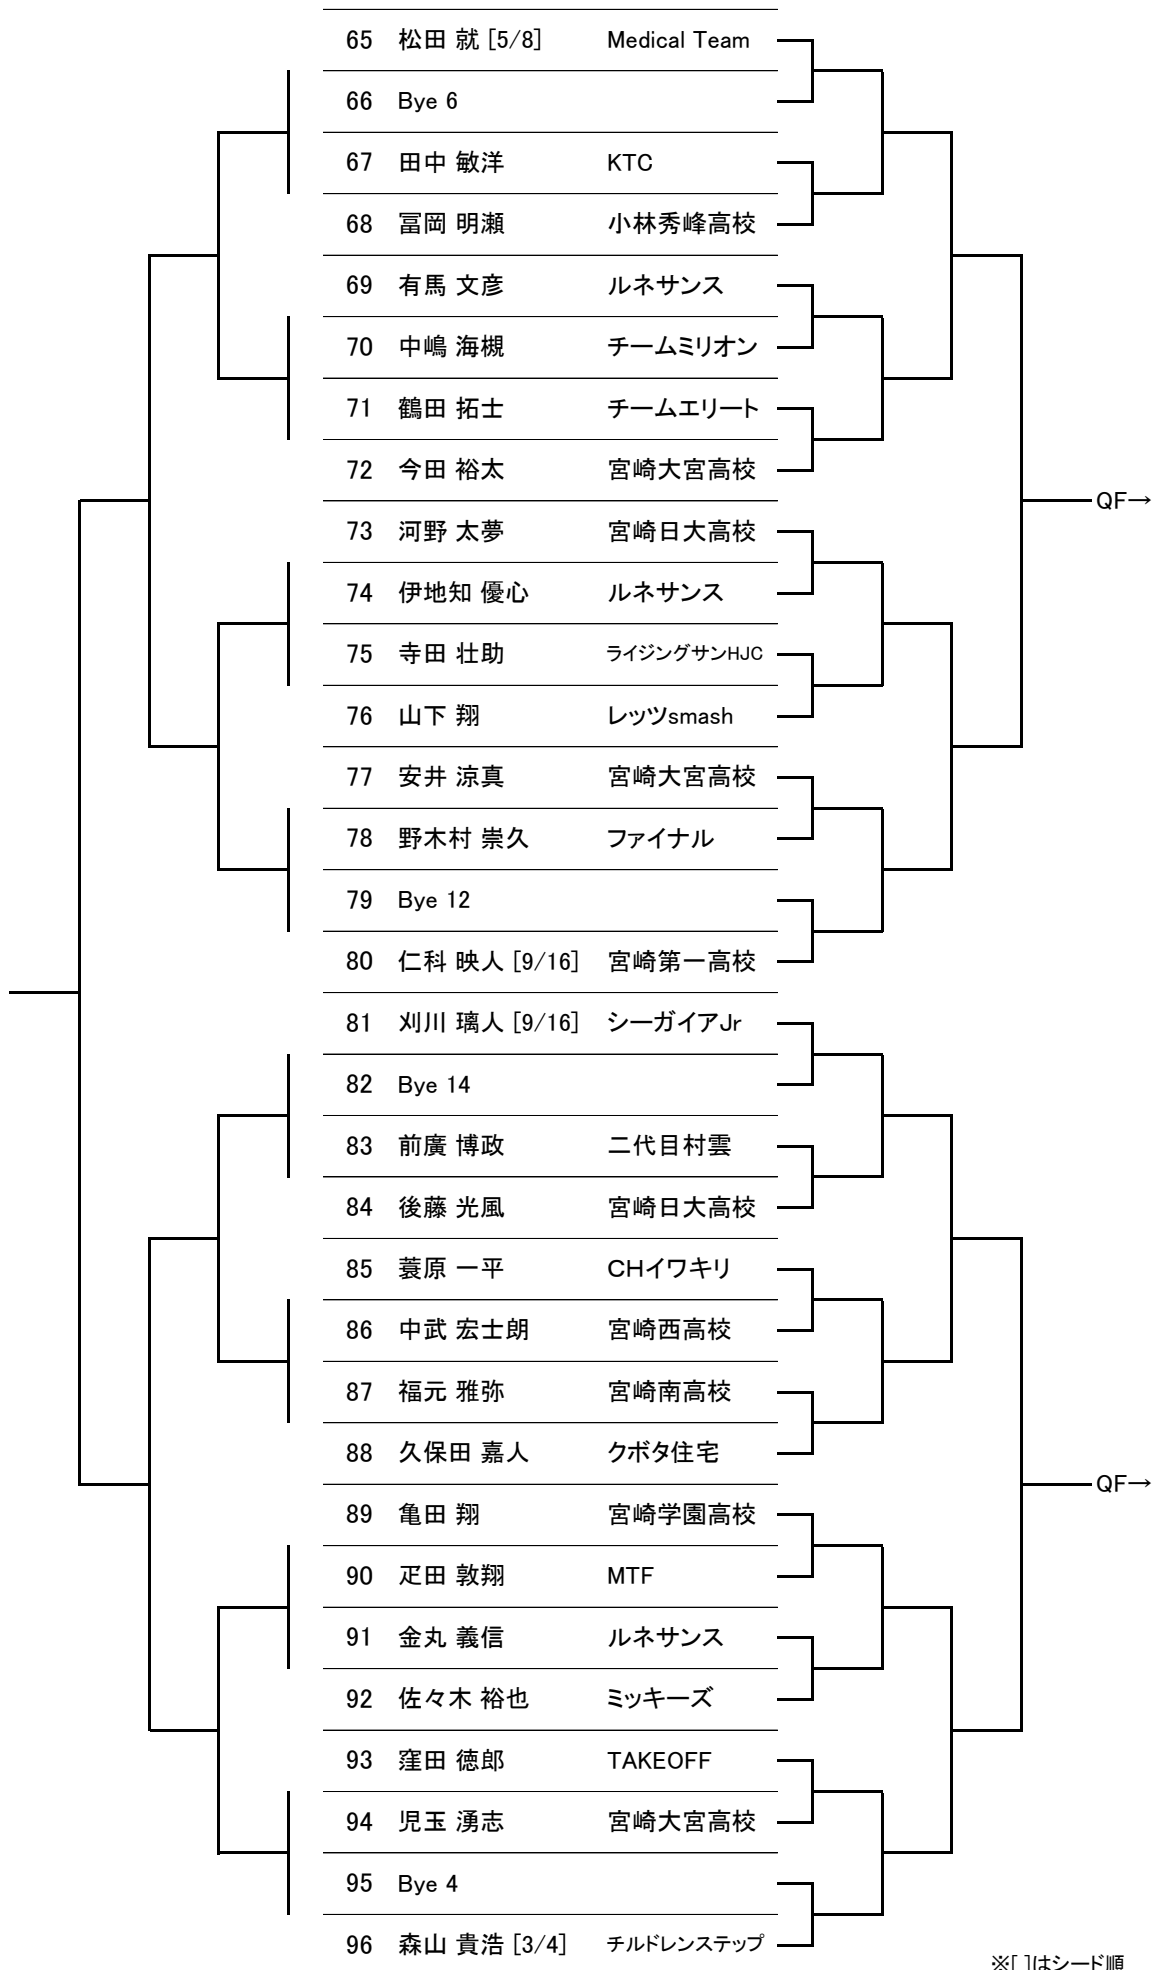 65 松田 就 [5/8] Medical Team
66 Bye 6
67 田中 敏洋 KTC
68 冨岡 明瀬 小林秀峰高校
69 有馬 文彦 ルネサンス
70 中嶋 海槻 チームミリオン
71 鶴田 拓士 チームエリート
72 今田 裕太 宮崎大宮高校
QF→
73 河野 太夢 宮崎日大高校
74 伊地知 優心 ルネサンス
75 寺田 壮助 ライジングサンHJC
76 山下 翔 レッツsmash
77 安井 涼真 宮崎大宮高校
78 野木村 崇久 ファイナル
79 Bye 12
80 仁科 映人 [9/16] 宮崎第一高校
81 刈川 璃人 [9/16] シーガイアJr
82 Bye 14
83 前廣 博政 二代目村雲
84 後藤 光風 宮崎日大高校
85 蓑原 一平 CHイワキリ
86 中武 宏士朗 宮崎西高校
87 福元 雅弥 宮崎南高校
88 久保田 嘉人 クボタ住宅
QF→
89 亀田 翔 宮崎学園高校
90 疋田 敦翔 MTF
91 金丸 義信 ルネサンス
92 佐々木 裕也 ミッキーズ
93 窪田 徳郎 TAKEOFF
94 児玉 湧志 宮崎大宮高校
95 Bye 4
96 森山 貴浩 [3/4] チルドレンステップ
※[ ]はシード順